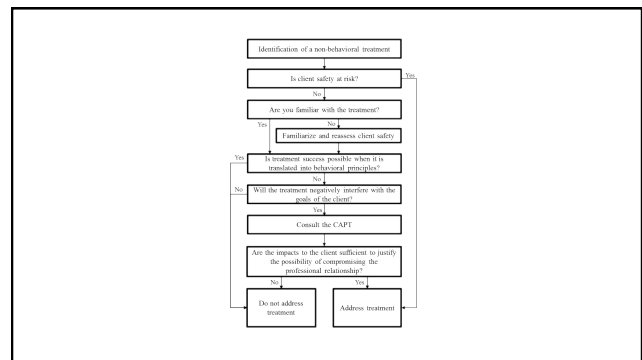 Identification of a non-behavioral treatment
Is client safety at risk?
Yes
No
Are you familiar with the treatment?
Yes
No
Familiarize and reassess client safety
Yes
Is treatment success possible when it is
translated into behavioral principles?
No
No
Will the treatment negatively interfere with the
goals of the client?
Yes
Consult the CAPT
Are the impacts to the client sufficient to justify
the possibility of compromising the
professional relationship?
No
Yes
Do not address
treatment
Address treatment